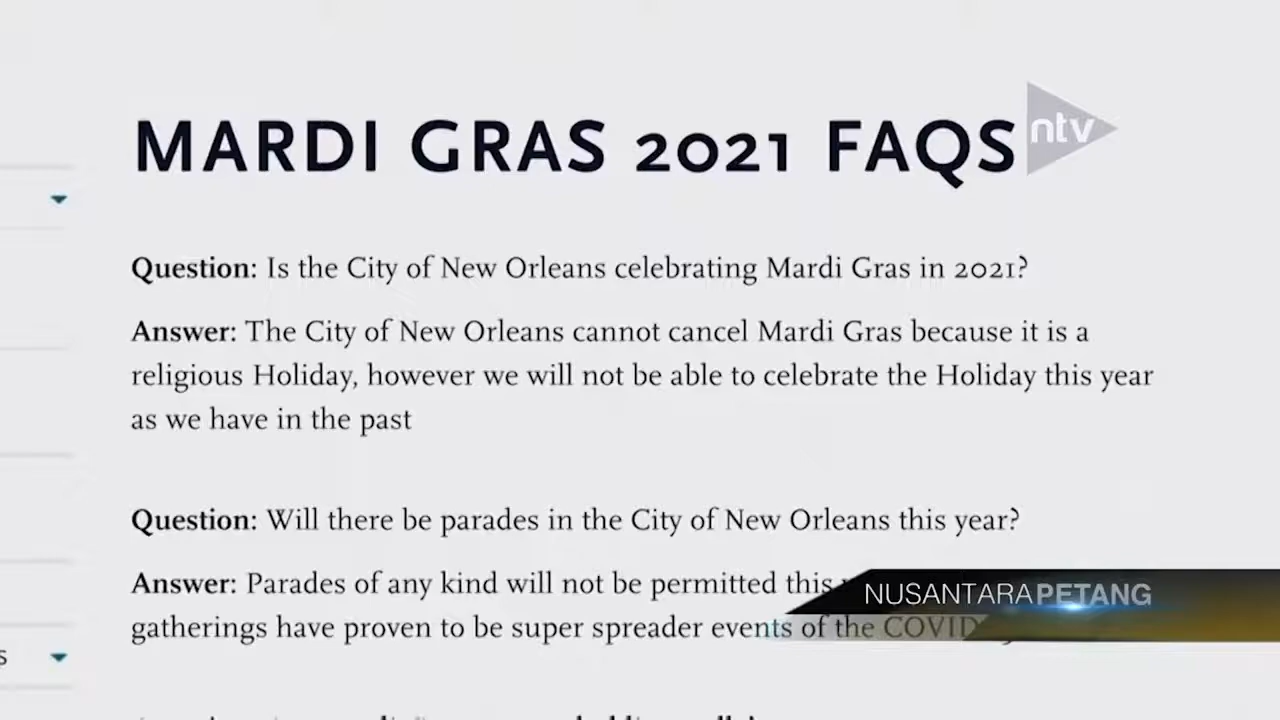 MARDI GRAS 2021 FAQS
ntv
Question: Is the City of New Orleans celebrating Mardi Gras in 2021?
Answer: The City of New Orleans cannot cancel Mardi Gras because it is a
religious Holiday, however we will not be able to celebrate the Holiday this year
as we have in the past
Question: Will there be parades in the City of New Orleans this year?
Answer: Parades of any kind will not be permitted this
NUSANTARA PETANG
gatherings have proven to be super spreader events of the COVID
S